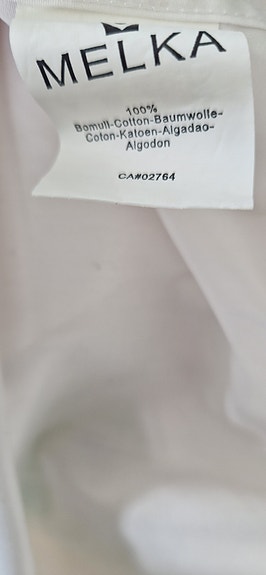 MELKA
100%
Bomull-Cotton-Baumwolle-
Coton-Katoen-Algadao-
Algodon
CA#02764